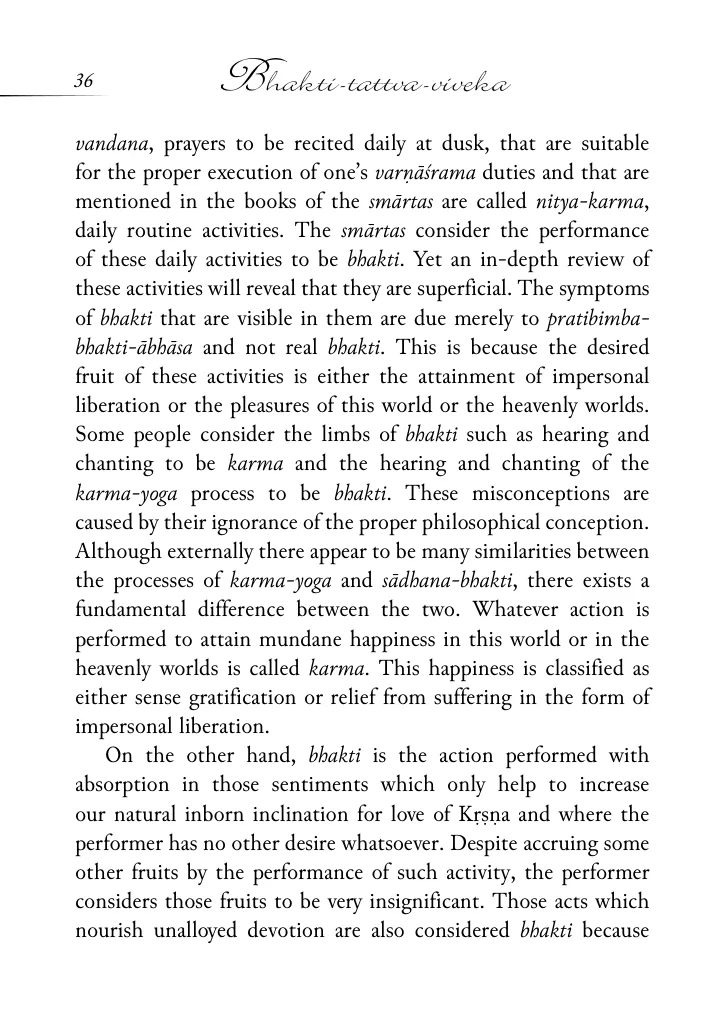 36
Bhakti-tattva-viveka
vandana, prayers to be recited daily at dusk, that are suitable
for the proper execution of one’s varṇāśrama duties and that are
mentioned in the books of the smārtas are called nitya-karma,
daily routine activities. The smārtas consider the performance
of these daily activities to be bhakti. Yet an in-depth review of
these activities will reveal that they are superficial. The symptoms
of bhakti that are visible in them are due merely to pratibimba-
bhakti-ābhāsa and not real bhakti. This is because the desired
fruit of these activities is either the attainment of impersonal
liberation or the pleasures of this world or the heavenly worlds.
Some people consider the limbs of bhakti such as hearing and
chanting to be karma and the hearing and chanting of the
karma-yoga process to be bhakti. These misconceptions are
caused by their ignorance of the proper philosophical conception.
Although externally there appear to be many similarities between
the processes of karma-yoga and sādhana-bhakti, there exists a
fundamental difference between the two. Whatever action is
performed to attain mundane happiness in this world or in the
heavenly worlds is called karma. This happiness is classified as
either sense gratification or relief from suffering in the form of
impersonal liberation.
On the other hand, bhakti is the action performed with
absorption in those sentiments which only help to increase
our natural inborn inclination for love of Kṛṣṇa and where the
performer has no other desire whatsoever. Despite accruing some
other fruits by the performance of such activity, the performer
considers those fruits to be very insignificant. Those acts which
nourish unalloyed devotion are also considered bhakti because